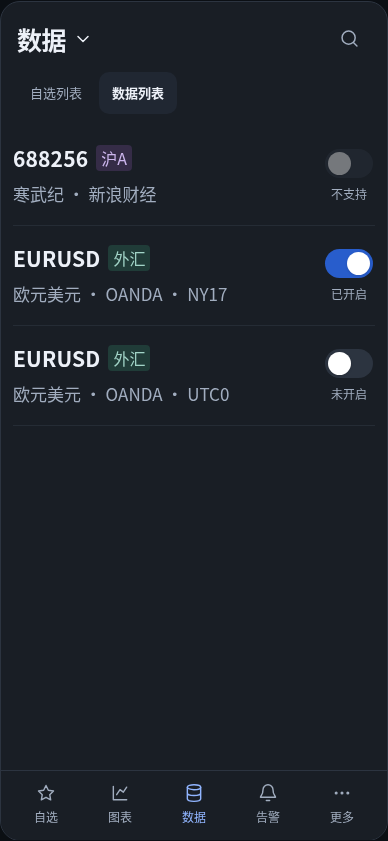 数据
自选列表 数据列表
688256 沪A
寒武纪 · 新浪财经
不支持
EURUSD 外汇
欧元美元 · OANDA · NY17
已开启
EURUSD 外汇
欧元美元 · OANDA · UTC0
未开启
自选 图表 数据 告警 更多